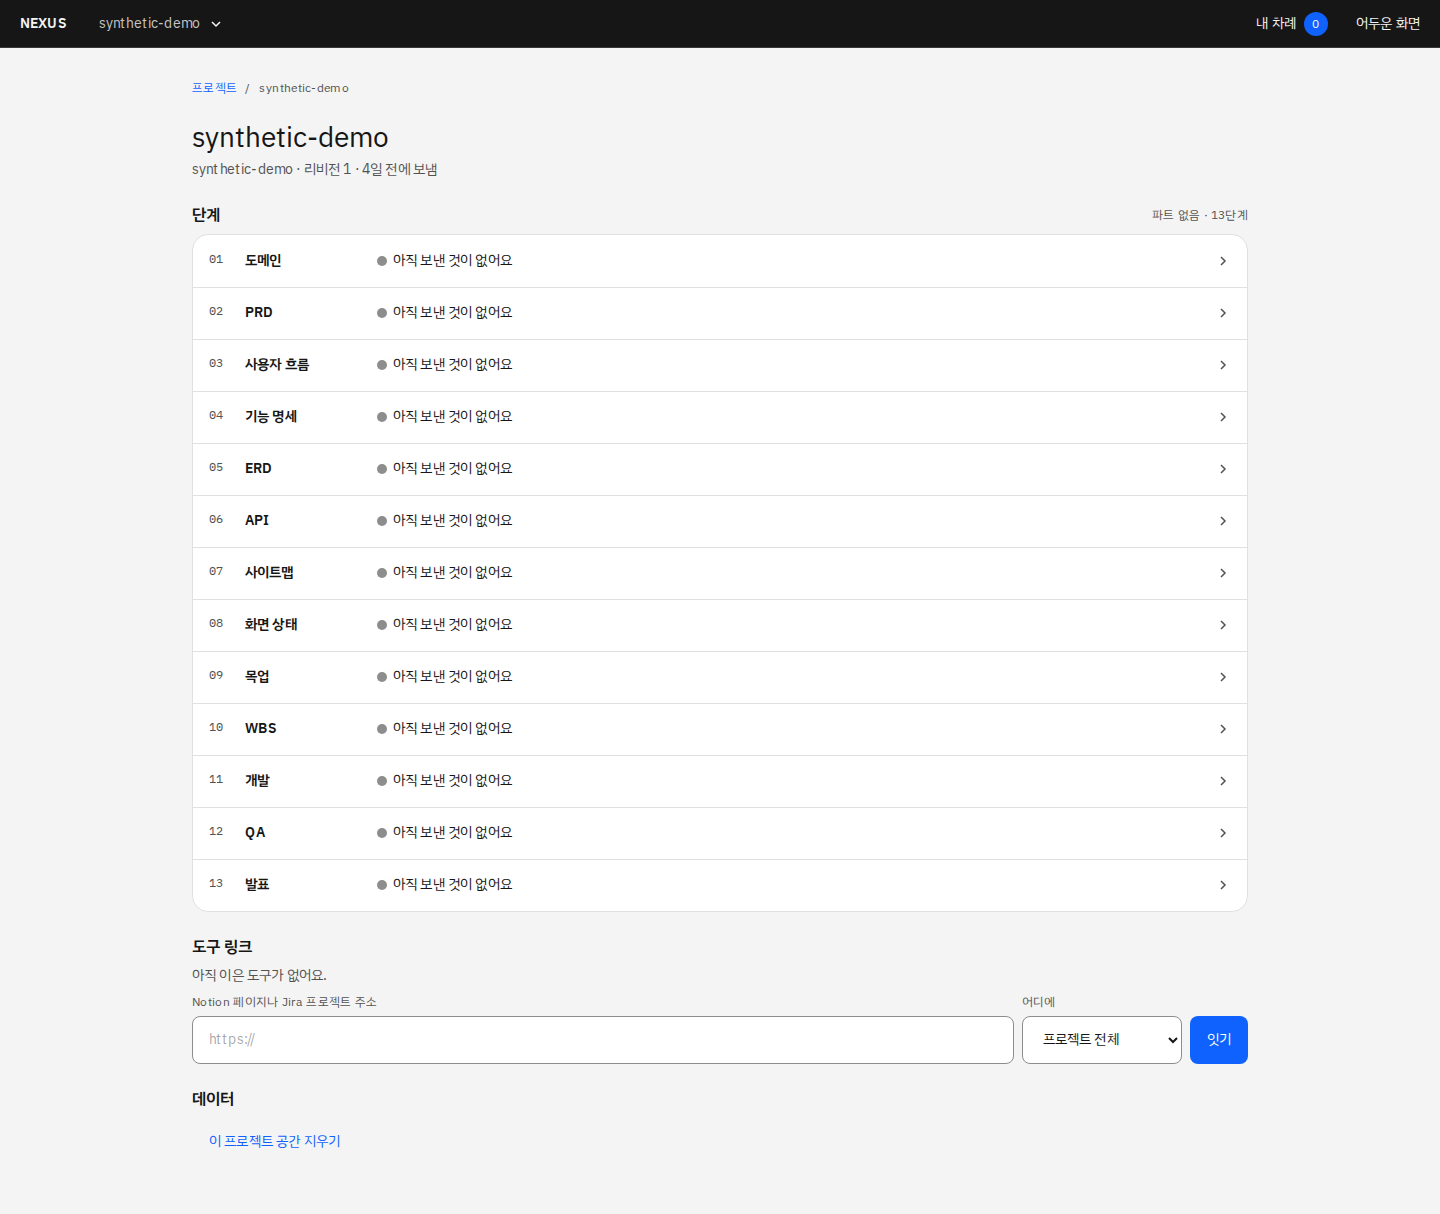 NEXUS synthetic-demo 내 차례 0 어두운 화면
프로젝트 / synthetic-demo
synthetic-demo
synthetic-demo · 리비전 1 · 4일 전에 보냄
단계 파트 없음 · 13단계
01 도메인 아직 보낸 것이 없어요
02 PRD 아직 보낸 것이 없어요
03 사용자 흐름 아직 보낸 것이 없어요
04 기능 명세 아직 보낸 것이 없어요
05 ERD 아직 보낸 것이 없어요
06 API 아직 보낸 것이 없어요
07 사이트맵 아직 보낸 것이 없어요
08 화면 상태 아직 보낸 것이 없어요
09 목업 아직 보낸 것이 없어요
10 WBS 아직 보낸 것이 없어요
11 개발 아직 보낸 것이 없어요
12 QA 아직 보낸 것이 없어요
13 발표 아직 보낸 것이 없어요
도구 링크
아직 이은 도구가 없어요.
Notion 페이지나 Jira 프로젝트 주소 어디에
https:// 프로젝트 전체 잇기
데이터
이 프로젝트 공간 지우기